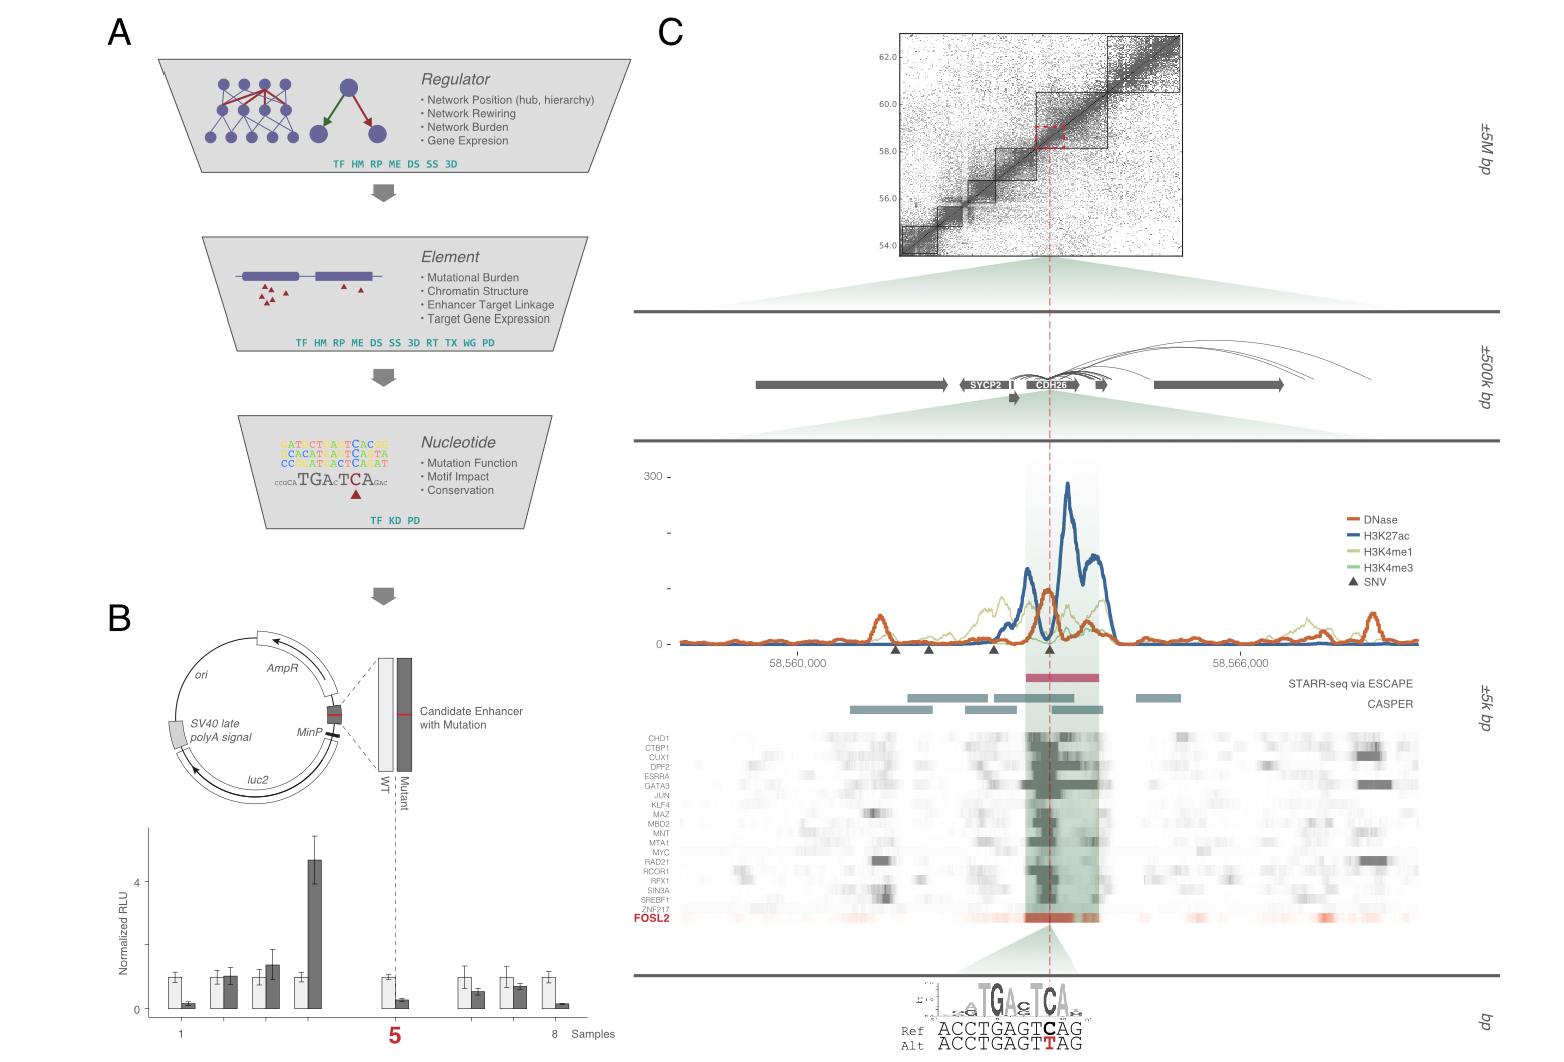 A
Regulator
• Network Position (hub, hierarchy)
• Network Rewiring
• Network Burden
• Gene Expresion
TF HM RP ME DS SS 3D
Element
• Mutational Burden
• Chromatin Structure
• Enhancer Target Linkage
• Target Gene Expression
TF HM RP ME DS SS 3D RT TX WG PD
Nucleotide
• Mutation Function
• Motif Impact
• Conservation
GATGCTGAGTCACGG
GCACATGAGTCAGTA
CCGGATGACTCAGAT
CCGCATGACTCAGAC
TF KD PD
B
ori
AmpR
SV40 late
polyA signal
MinP
luc2
WT
Mutant
Candidate Enhancer
with Mutation
Normalized RLU
4
0
1
5
8
Samples
C
62.0
60.0
58.0
56.0
54.0
±5M bp
SYCP2
CDH26
±500k bp
300
0
DNase
H3K27ac
H3K4me1
H3K4me3
SNV
58,560,000
58,566,000
STARR-seq via ESCAPE
CASPER
±5k bp
CHD1
CTBP1
CUX1
DPF2
ESRRA
GATA3
JUN
KLF4
MAZ
MBD2
MNT
MTA1
MYC
RAD21
RCOR1
RFX1
SIN3A
SREBF1
ZNF217
FOSL2
TGA TCA
Ref ACCTGAGTCAG
Alt ACCTGAGTTAG
bp